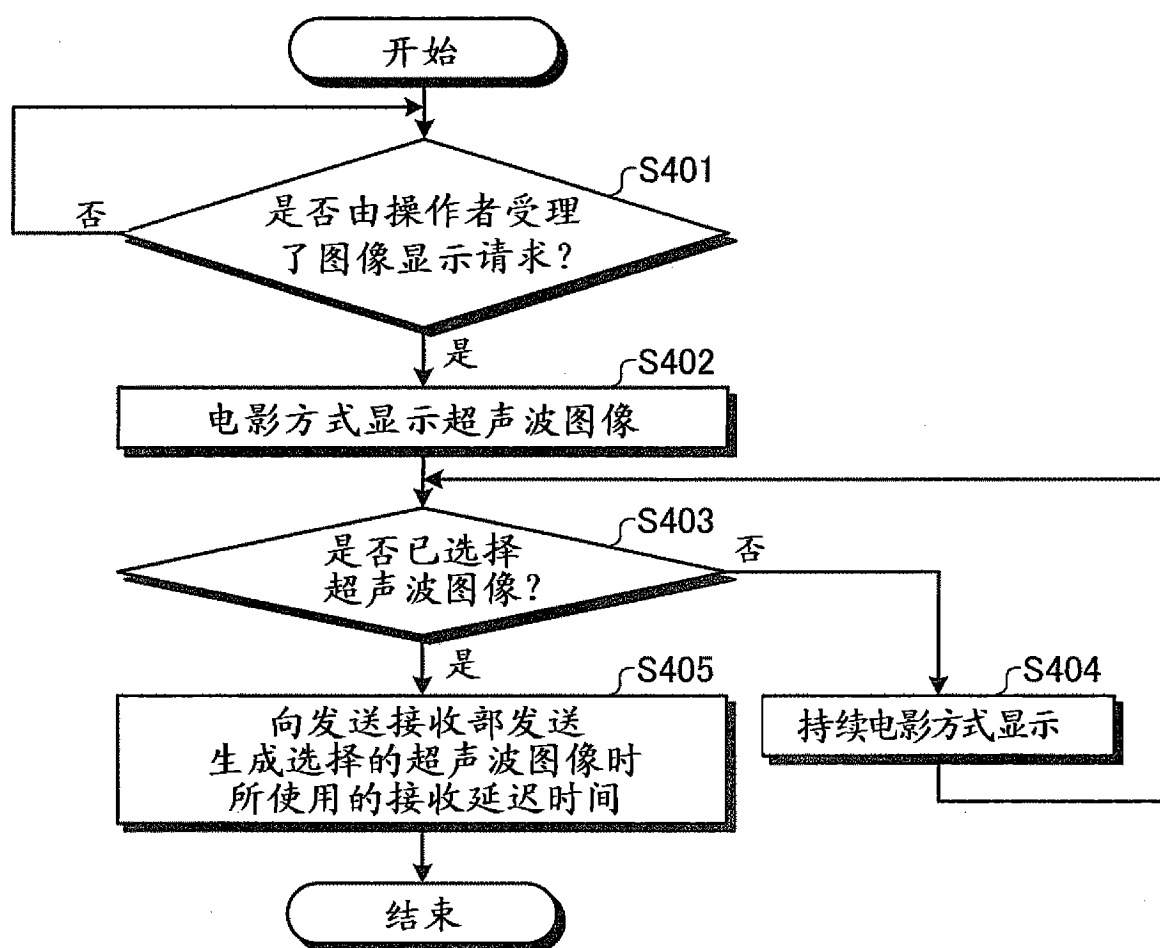 开始
S401
是否由操作者受理
了图像显示请求?
否
是
S402
电影方式显示超声波图像
S403
是否已选择
超声波图像?
否
是
S405
S404
向发送接收部发送
生成选择的超声波图像时
所使用的接收延迟时间
持续电影方式显示
结束